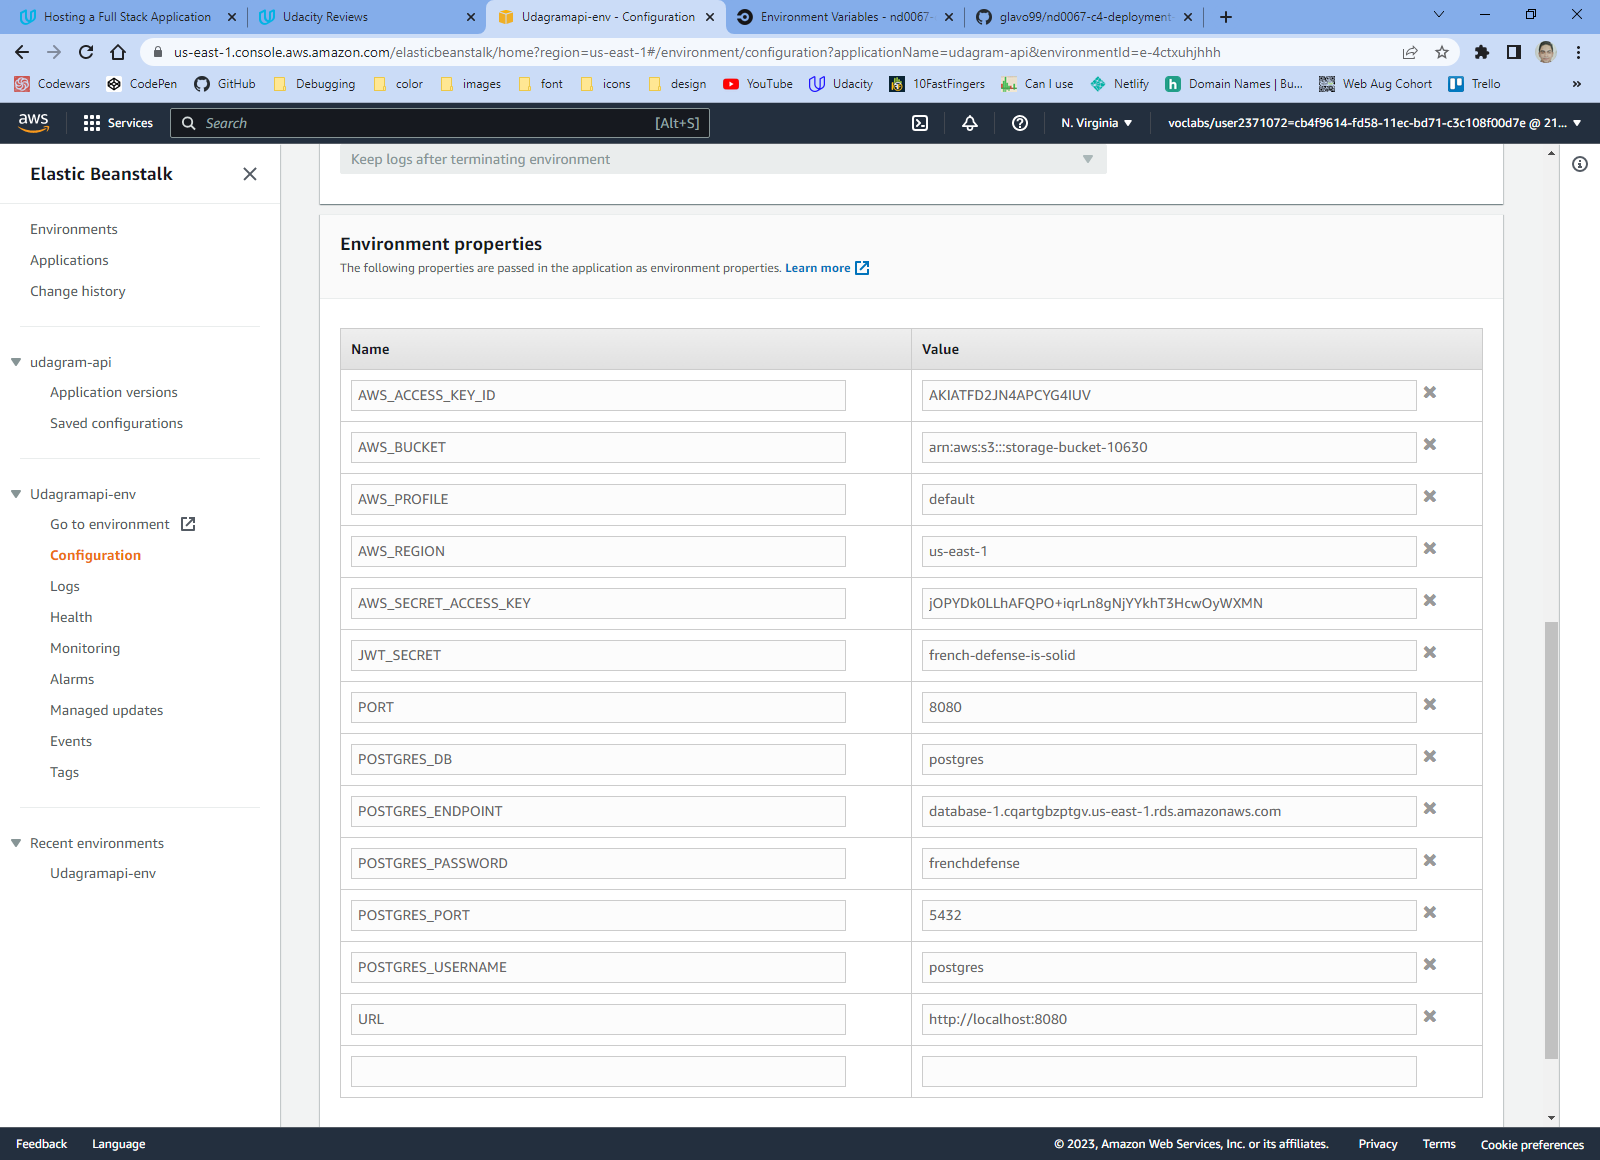 Hosting a Full Stack Application
Udacity Reviews
Udagramapi-env - Configuration
Environment Variables - nd0067-
glavo99/nd0067-c4-deployment
us-east-1.console.aws.amazon.com/elasticbeanstalk/home?region=us-east-1#/environment/configuration?applicationName=udagram-api&environmentId=e-4ctxuhjhhh
Codewars
CodePen
GitHub
Debugging
color
images
font
icons
design
YouTube
Udacity
10FastFingers
Can I use
Netlify
Domain Names | Bu...
Web Aug Cohort
Trello
»
aws
Services
Search
[Alt+S]
N. Virginia
voclabs/user2371072=cb4f9614-fd58-11ec-bd71-c3c108f00d7e @ 21...
Elastic Beanstalk
Environments
Applications
Change history
udagram-api
Application versions
Saved configurations
Udagramapi-env
Go to environment
Configuration
Logs
Health
Monitoring
Alarms
Managed updates
Events
Tags
Recent environments
Udagramapi-env
Keep logs after terminating environment
Environment properties
The following properties are passed in the application as environment properties. Learn more
Name Value
AWS_ACCESS_KEY_ID AKIATFD2JN4APCYG4IUV
AWS_BUCKET arn:aws:s3:::storage-bucket-10630
AWS_PROFILE default
AWS_REGION us-east-1
AWS_SECRET_ACCESS_KEY jOPYDk0LLhAFQPO+iqrLn8gNjYYkhT3HcwOyWXMN
JWT_SECRET french-defense-is-solid
PORT 8080
POSTGRES_DB postgres
POSTGRES_ENDPOINT database-1.cqartgbzptgv.us-east-1.rds.amazonaws.com
POSTGRES_PASSWORD frenchdefense
POSTGRES_PORT 5432
POSTGRES_USERNAME postgres
URL http://localhost:8080
Feedback
Language
© 2023, Amazon Web Services, Inc. or its affiliates.
Privacy
Terms
Cookie preferences